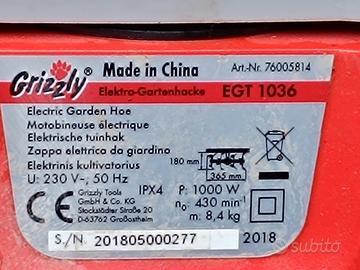 Grizzly® Made in China Art.-Nr. 76005814
Elektro-Gartenhacke EGT 1036
Electric Garden Hoe
Motobineuse électrique
Elektrische tuinhak
Zappa elettrica da giardino
Elektrinis kultivatorius
180 mm
365 mm
U: 230 V~, 50 Hz
CE
Grizzly Tools
GmbH & Co. KG
Stockstädter Straße 20
D-63762 Großostheim
IPX4 P: 1000 W
n₀: 430 min⁻¹
m: 8,4 kg
S/N. 201805000277 2018
subito